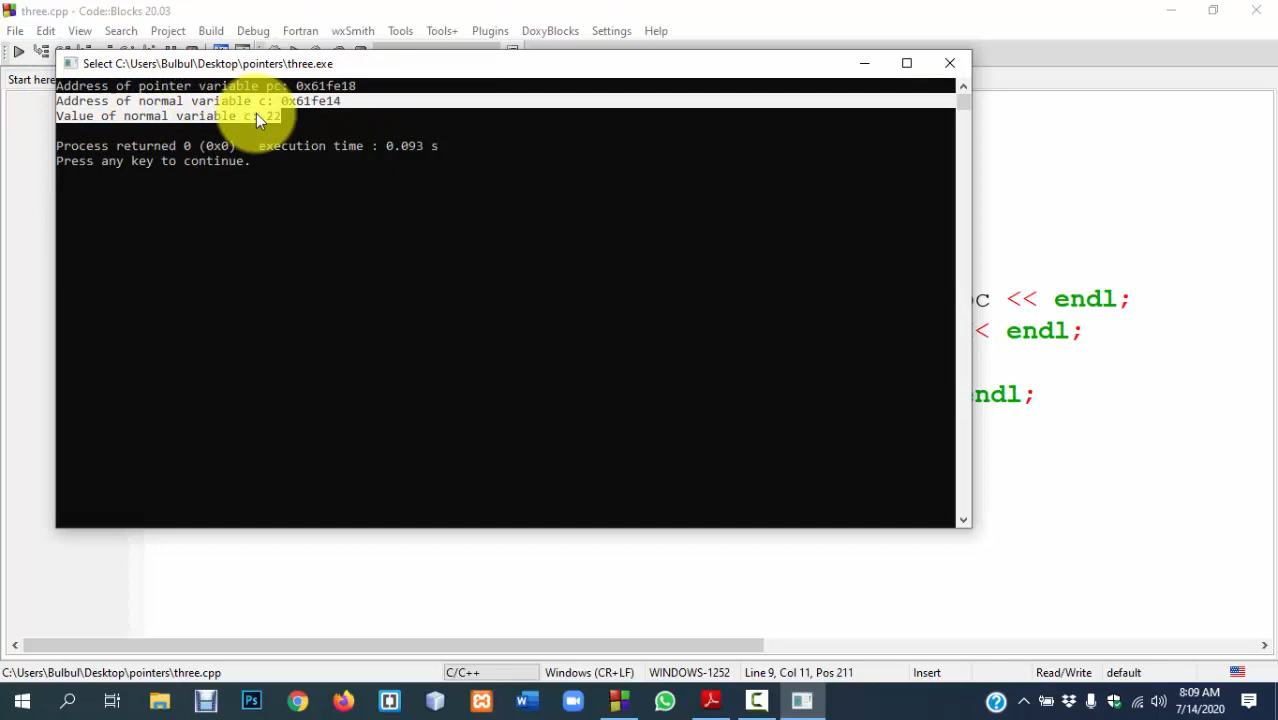 three.cpp - Code::Blocks 20.03
File Edit View Search Project Build Debug Fortran wxSmith Tools Tools+ Plugins DoxyBlocks Settings Help
Start here
Select C:\Users\Bulbul\Desktop\pointers\three.exe
Address of pointer variable pc: 0x61fe18
Address of normal variable c: 0x61fe14
Value of normal variable c: 22
Process returned 0 (0x0) execution time : 0.093 s
Press any key to continue.
<< endl;
< endl;
ndl;
C:\Users\Bulbul\Desktop\pointers\three.cpp C/C++ Windows (CR+LF) WINDOWS-1252 Line 9, Col 11, Pos 211 Insert Read/Write default
8:09 AM
7/14/2020